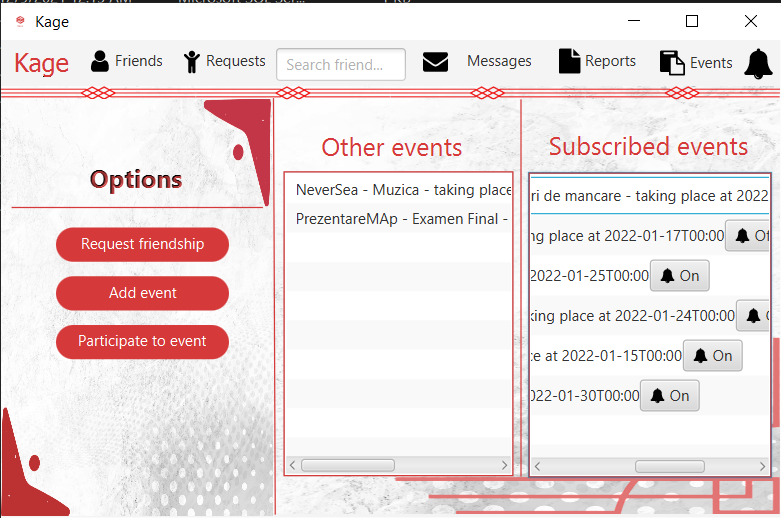 Kage
Kage
Friends
Requests
Search friend...
Messages
Reports
Events
Options
Request friendship
Add event
Participate to event
Other events
NeverSea - Muzica - taking place
PrezentareMAp - Examen Final -
Subscribed events
ri de mancare - taking place at 2022
ng place at 2022-01-17T00:00
2022-01-25T00:00 On
king place at 2022-01-24T00:00
ce at 2022-01-15T00:00 On
2022-01-30T00:00 On